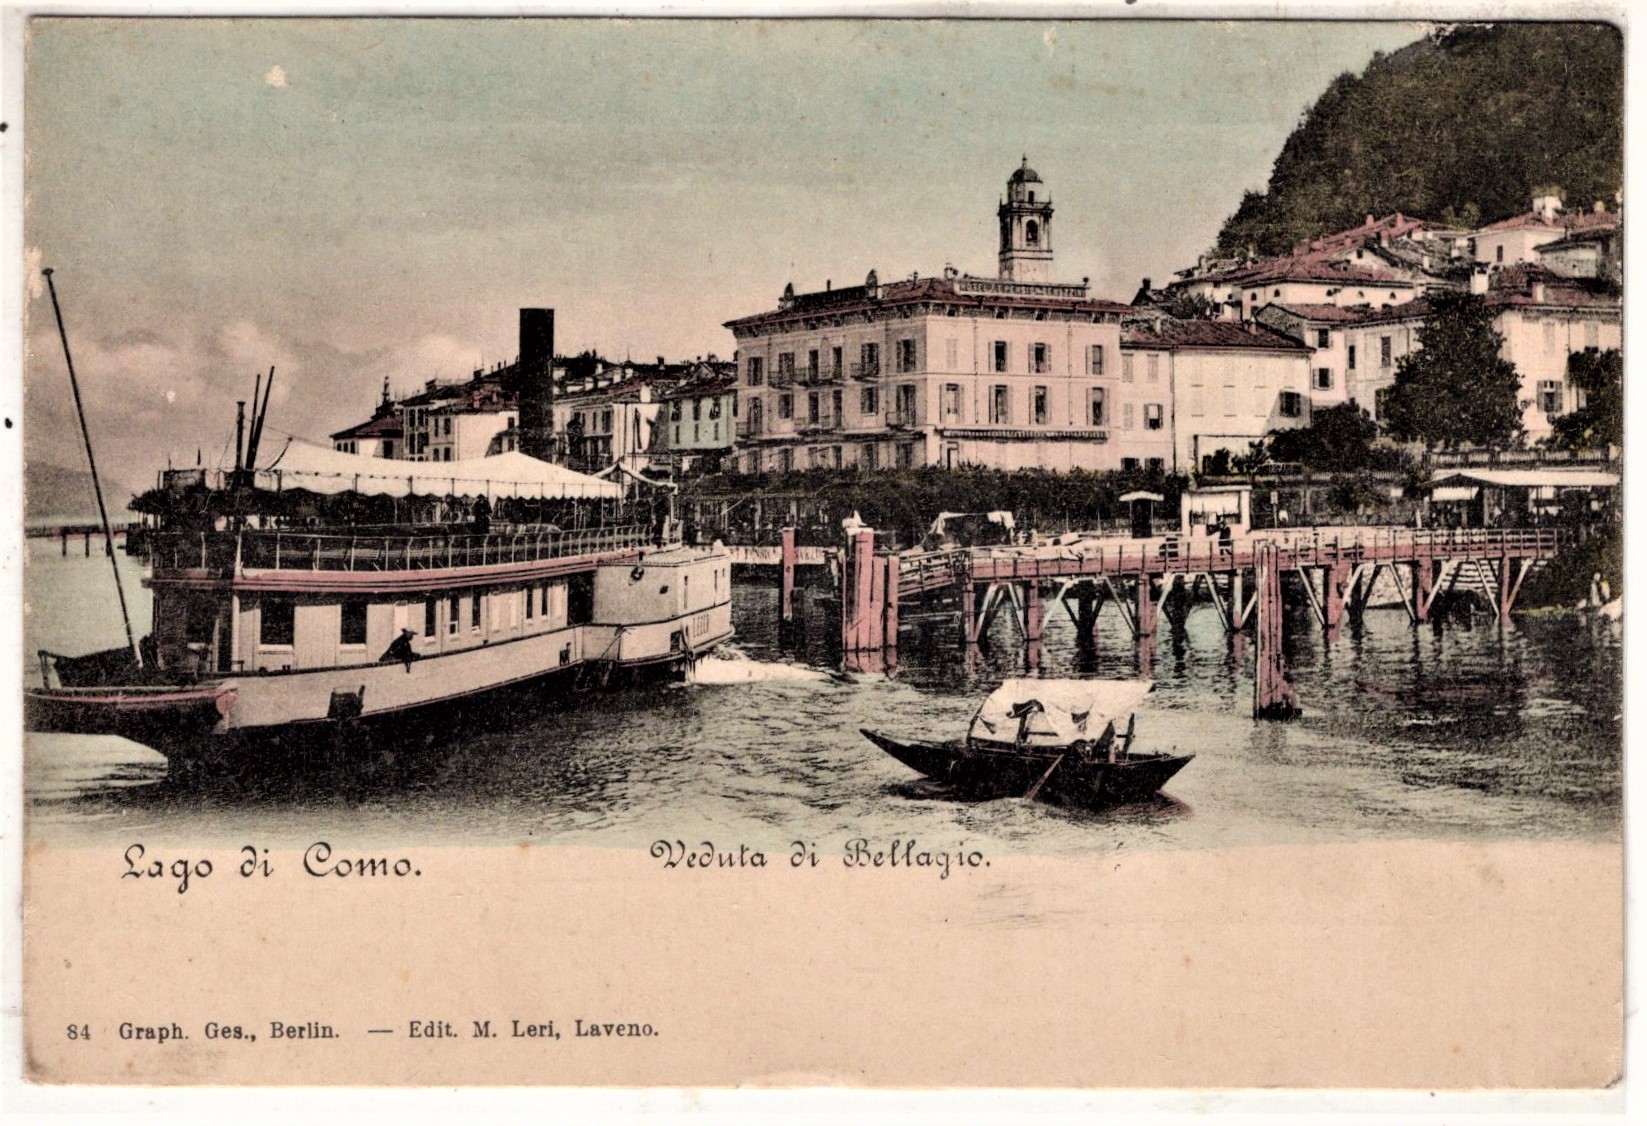 Lago di Como.
Veduta di Bellagio.
84 Graph. Ges., Berlin. — Edit. M. Leri, Laveno.